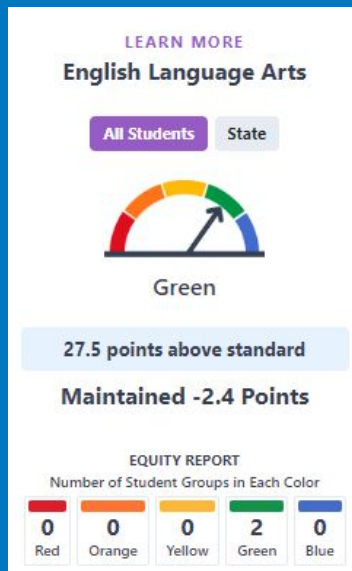 LEARN MORE
English Language Arts
All Students State
Green
27.5 points above standard
Maintained -2.4 Points
EQUITY REPORT
Number of Student Groups in Each Color
0 0 0 2 0
Red Orange Yellow Green Blue